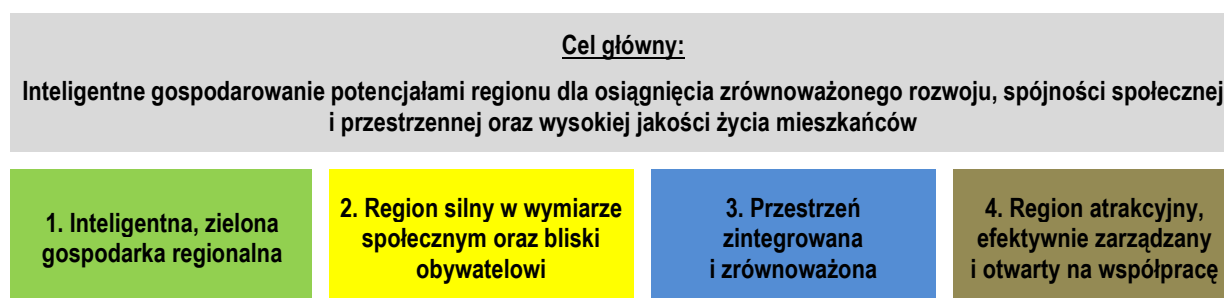 Cel główny:
Inteligentne gospodarowanie potencjałami regionu dla osiągnięcia zrównoważonego rozwoju, spójności społecznej
i przestrzennej oraz wysokiej jakości życia mieszkańców
1. Inteligentna, zielona
gospodarka regionalna
2. Region silny w wymiarze
społecznym oraz bliski
obywatelowi
3. Przestrzeń
zintegrowana
i zrównoważona
4. Region atrakcyjny,
efektywnie zarządzany
i otwarty na współpracę